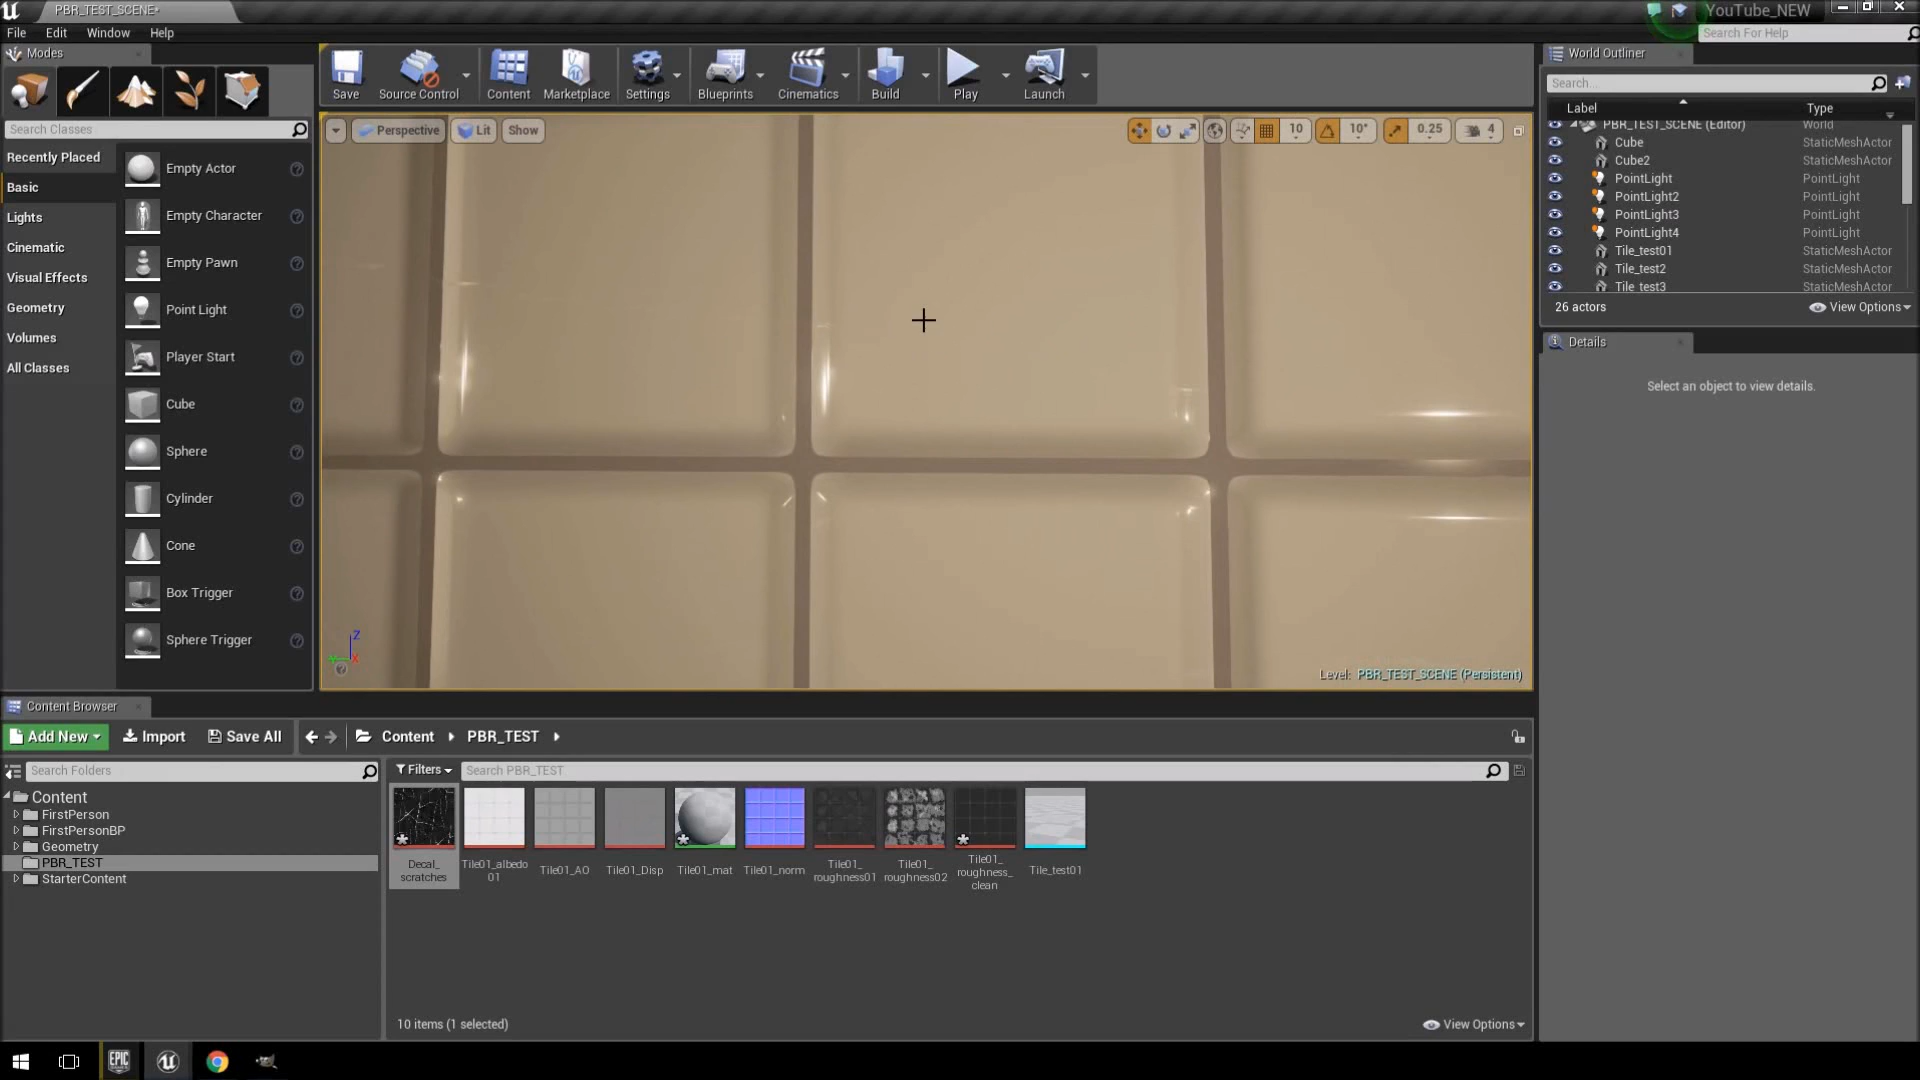 PBR_TEST_SCENE*
YouTube_NEW
File Edit Window Help
Search For Help
Modes
Search Classes
Recently Placed
Basic
Lights
Cinematic
Visual Effects
Geometry
Volumes
All Classes
Empty Actor
Empty Character
Empty Pawn
Point Light
Player Start
Cube
Sphere
Cylinder
Cone
Box Trigger
Sphere Trigger
Save Source Control Content Marketplace Settings Blueprints Cinematics Build Play Launch
Perspective Lit Show
10 10° 0.25 4
Z
X
Level: PBR_TEST_SCENE (Persistent)
World Outliner
Search...
Label Type
PBR_TEST_SCENE (Editor) World
Cube StaticMeshActor
Cube2 StaticMeshActor
PointLight PointLight
PointLight2 PointLight
PointLight3 PointLight
PointLight4 PointLight
Tile_test01 StaticMeshActor
Tile_test2 StaticMeshActor
Tile_test3 StaticMeshActor
26 actors View Options
Details
Select an object to view details.
Content Browser
Add New Import Save All Content PBR_TEST
Search Folders
Content
FirstPerson
FirstPersonBP
Geometry
PBR_TEST
StarterContent
Filters Search PBR_TEST
Decal_
scratches
Tile01_albedo
01
Tile01_AO
Tile01_Disp
Tile01_mat
Tile01_norm
Tile01_
roughness01
Tile01_
roughness02
Tile01_
roughness_
clean
Tile_test01
10 items (1 selected) View Options
EPIC
GAMES